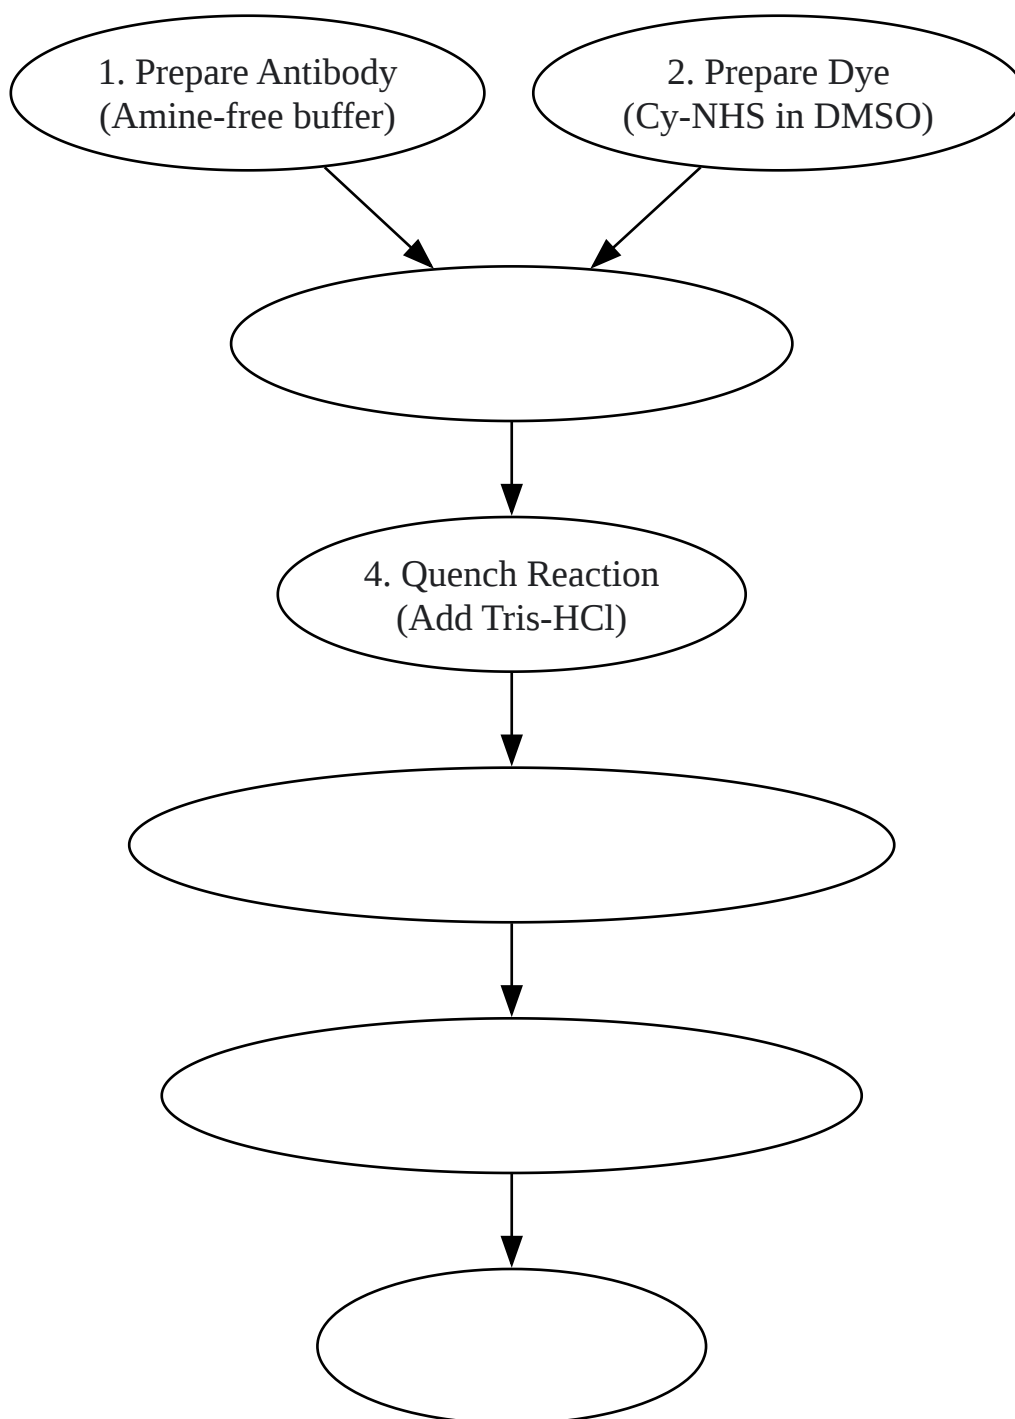 1. Prepare Antibody
(Amine-free buffer)
2. Prepare Dye
(Cy-NHS in DMSO)
4. Quench Reaction
(Add Tris-HCl)